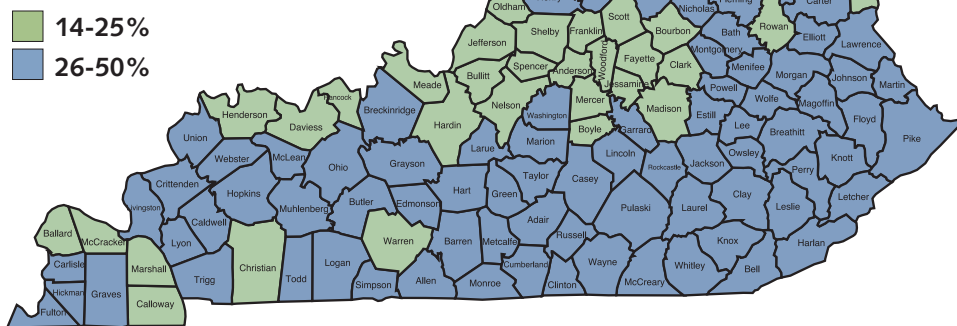 14-25%
26-50%
Oldham
Nicholas
Fleming
Carter
Scott
Shelby
Franklin
Bourbon
Rowan
Bath
Elliott
Lawrence
Jefferson
Woodford
Montgomery
Fayette
Clark
Menifee
Spencer
Anderson
Bullitt
Jessamine
Morgan
Johnson
Martin
Meade
Powell
Wolfe
Magoffin
Hancock
Breckinridge
Nelson
Mercer
Madison
Henderson
Daviess
Hardin
Washington
Boyle
Garrard
Estill
Lee
Breathitt
Floyd
Pike
Union
Webster
McLean
Ohio
Grayson
Larue
Marion
Lincoln
Rockcastle
Jackson
Owsley
Perry
Knott
Crittenden
Hopkins
Hart
Taylor
Casey
Green
Livingston
Caldwell
Muhlenberg
Butler
Edmonson
Adair
Pulaski
Laurel
Clay
Leslie
Letcher
Ballard
McCracken
Lyon
Warren
Barren
Metcalfe
Russell
Knox
Harlan
Carlisle
Marshall
Trigg
Christian
Todd
Logan
Simpson
Allen
Monroe
Cumberland
Clinton
Wayne
McCreary
Whitley
Bell
Hickman
Graves
Calloway
Fulton